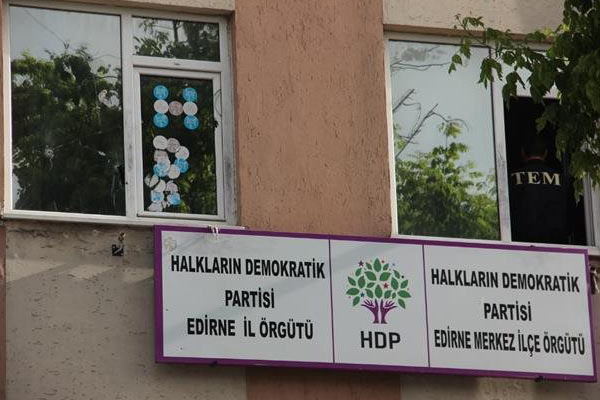 TEM
HALKLARIN DEMOKRATİK
PARTİSİ
EDİRNE İL ÖRGÜTÜ
HDP
HALKLARIN DEMOKRATİK
PARTİSİ
EDİRNE MERKEZ İLÇE ÖRGÜTÜ